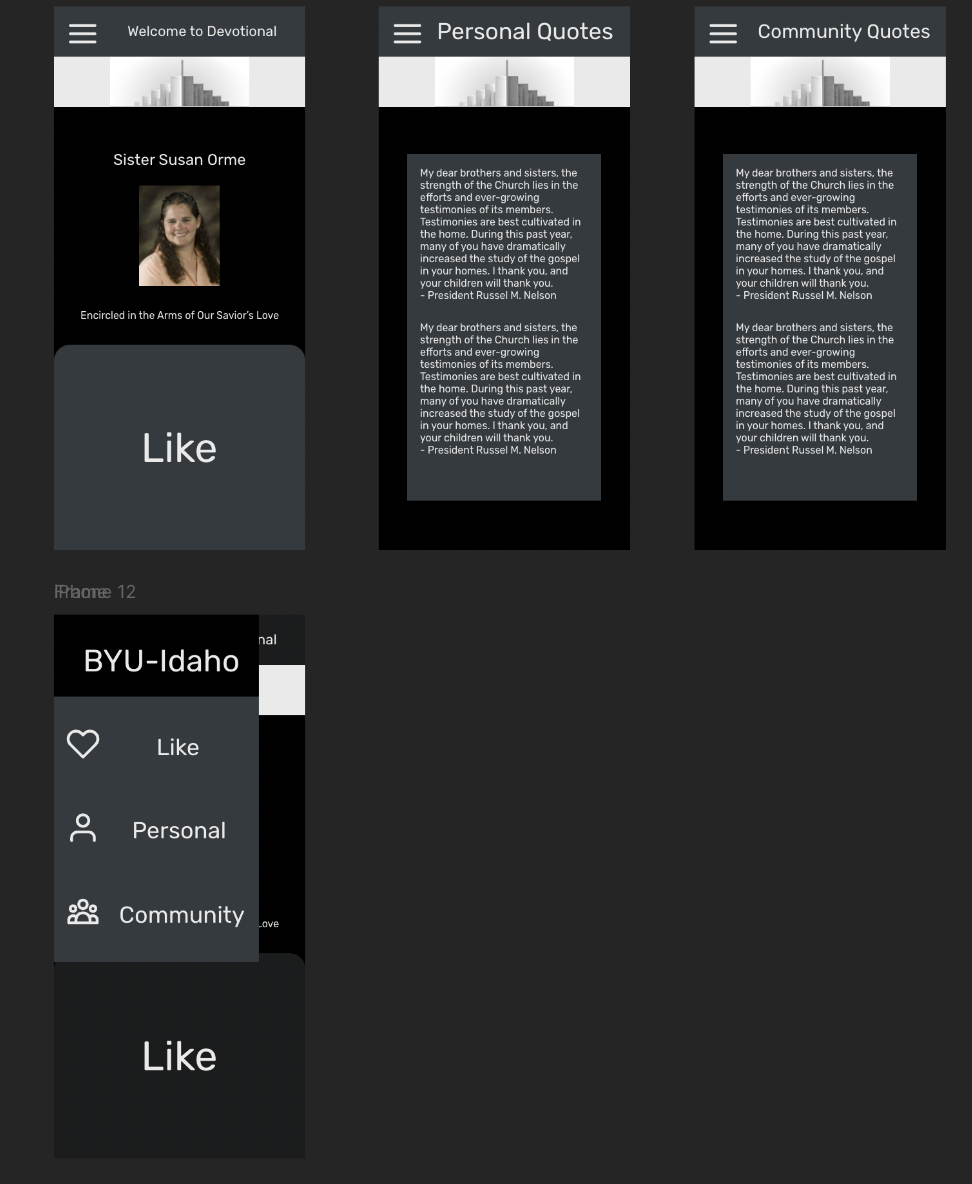 Welcome to Devotional
Sister Susan Orme
Encircled in the Arms of Our Savior's Love
Like
Personal Quotes
My dear brothers and sisters, the
strength of the Church lies in the
efforts and ever-growing
testimonies of its members.
Testimonies are best cultivated in
the home. During this past year,
many of you have dramatically
increased the study of the gospel
in your homes. I thank you, and
your children will thank you.
- President Russel M. Nelson
My dear brothers and sisters, the
strength of the Church lies in the
efforts and ever-growing
testimonies of its members.
Testimonies are best cultivated in
the home. During this past year,
many of you have dramatically
increased the study of the gospel
in your homes. I thank you, and
your children will thank you.
- President Russel M. Nelson
Community Quotes
My dear brothers and sisters, the
strength of the Church lies in the
efforts and ever-growing
testimonies of its members.
Testimonies are best cultivated in
the home. During this past year,
many of you have dramatically
increased the study of the gospel
in your homes. I thank you, and
your children will thank you.
- President Russel M. Nelson
My dear brothers and sisters, the
strength of the Church lies in the
efforts and ever-growing
testimonies of its members.
Testimonies are best cultivated in
the home. During this past year,
many of you have dramatically
increased the study of the gospel
in your homes. I thank you, and
your children will thank you.
- President Russel M. Nelson
12
nal
BYU-Idaho
Like
Personal
Community
Love
Like